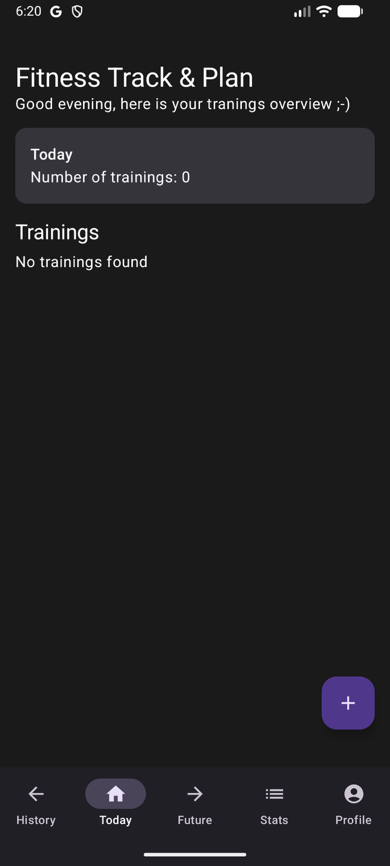 6:20
Fitness Track & Plan
Good evening, here is your tranings overview ;-)
Today
Number of trainings: 0
Trainings
No trainings found
+
History
Today
Future
Stats
Profile